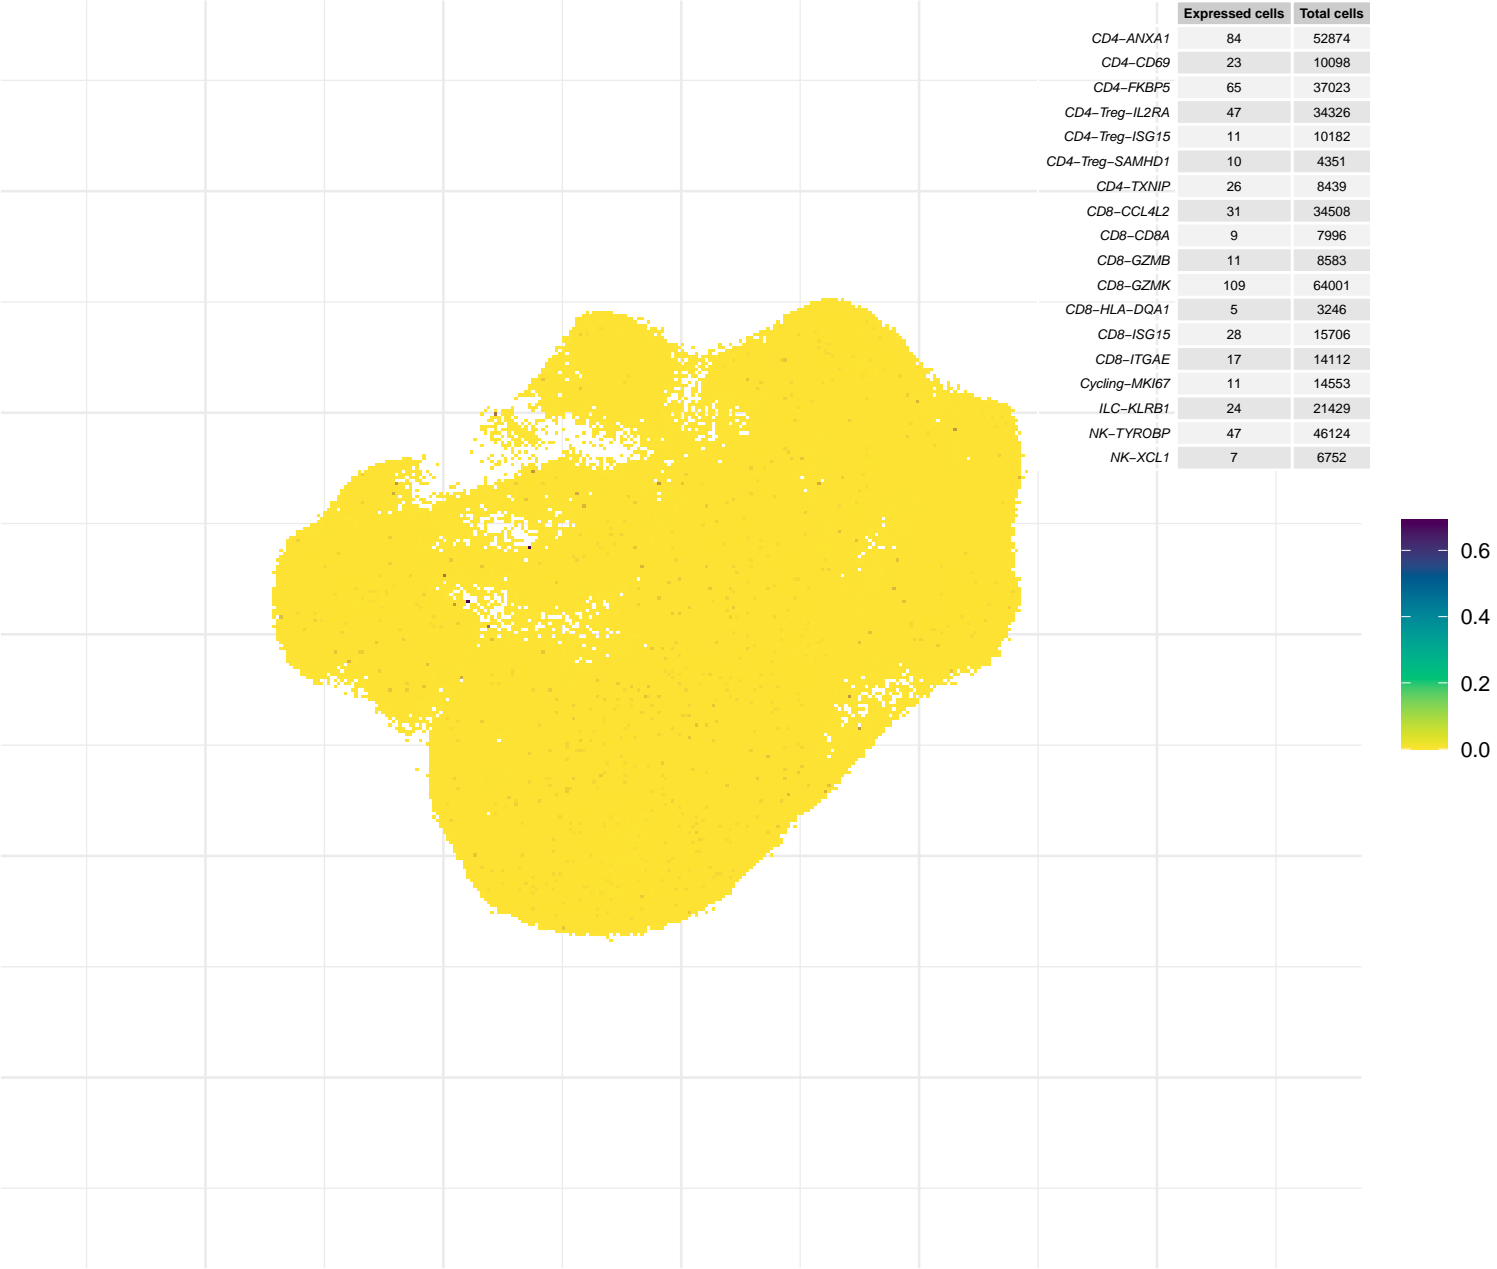 Expressed cells Total cells
CD4−ANXA1 84 52874
CD4−CD69 23 10098
CD4−FKBP5 65 37023
CD4−Treg−IL2RA 47 34326
CD4−Treg−ISG15 11 10182
CD4−Treg−SAMHD1 10 4351
CD4−TXNIP 26 8439
CD8−CCL4L2 31 34508
CD8−CD8A 9 7996
CD8−GZMB 11 8583
CD8−GZMK 109 64001
CD8−HLA−DQA1 5 3246
CD8−ISG15 28 15706
CD8−ITGAE 17 14112
Cycling−MKI67 11 14553
ILC−KLRB1 24 21429
NK−TYROBP 47 46124
NK−XCL1 7 6752
0.6
0.4
0.2
0.0